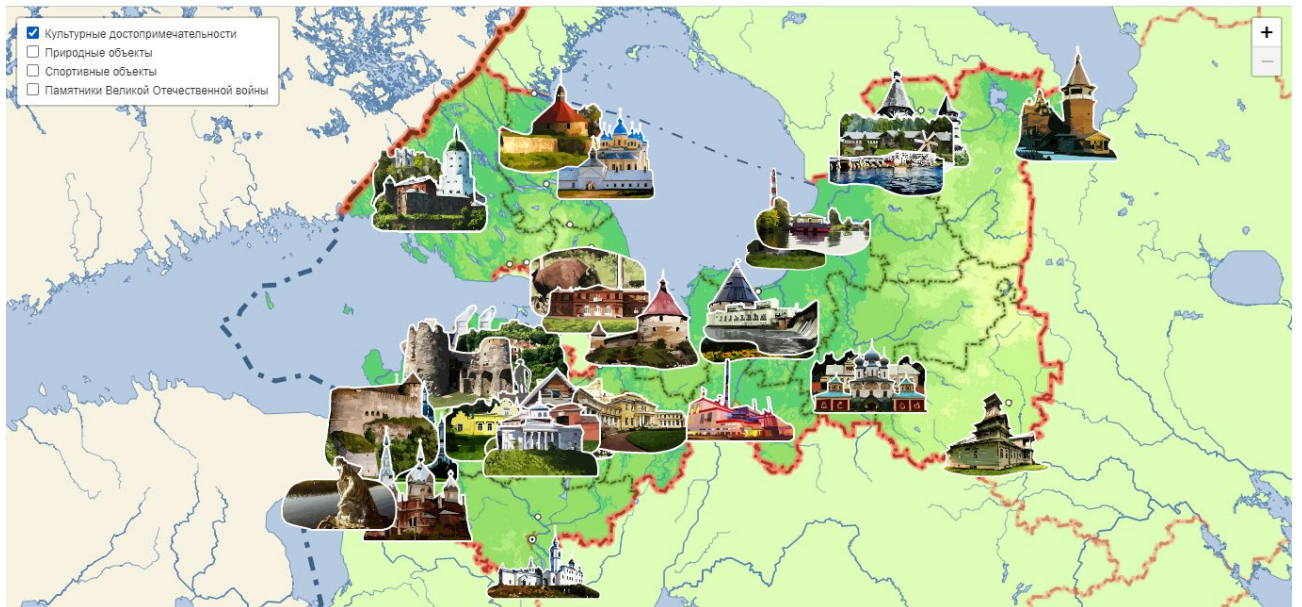 Культурные достопримечательности
Природные объекты
Спортивные объекты
Памятники Великой Отечественной войны
+
−